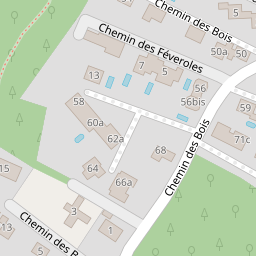 Chemin des Bois
5
50a
50
Chemin des Féveroles
7
5
13
56
56bis
59
58
60a
62a
71c
Chemin des Bois
68
64
66a
15
3
13
1
Chemin des B